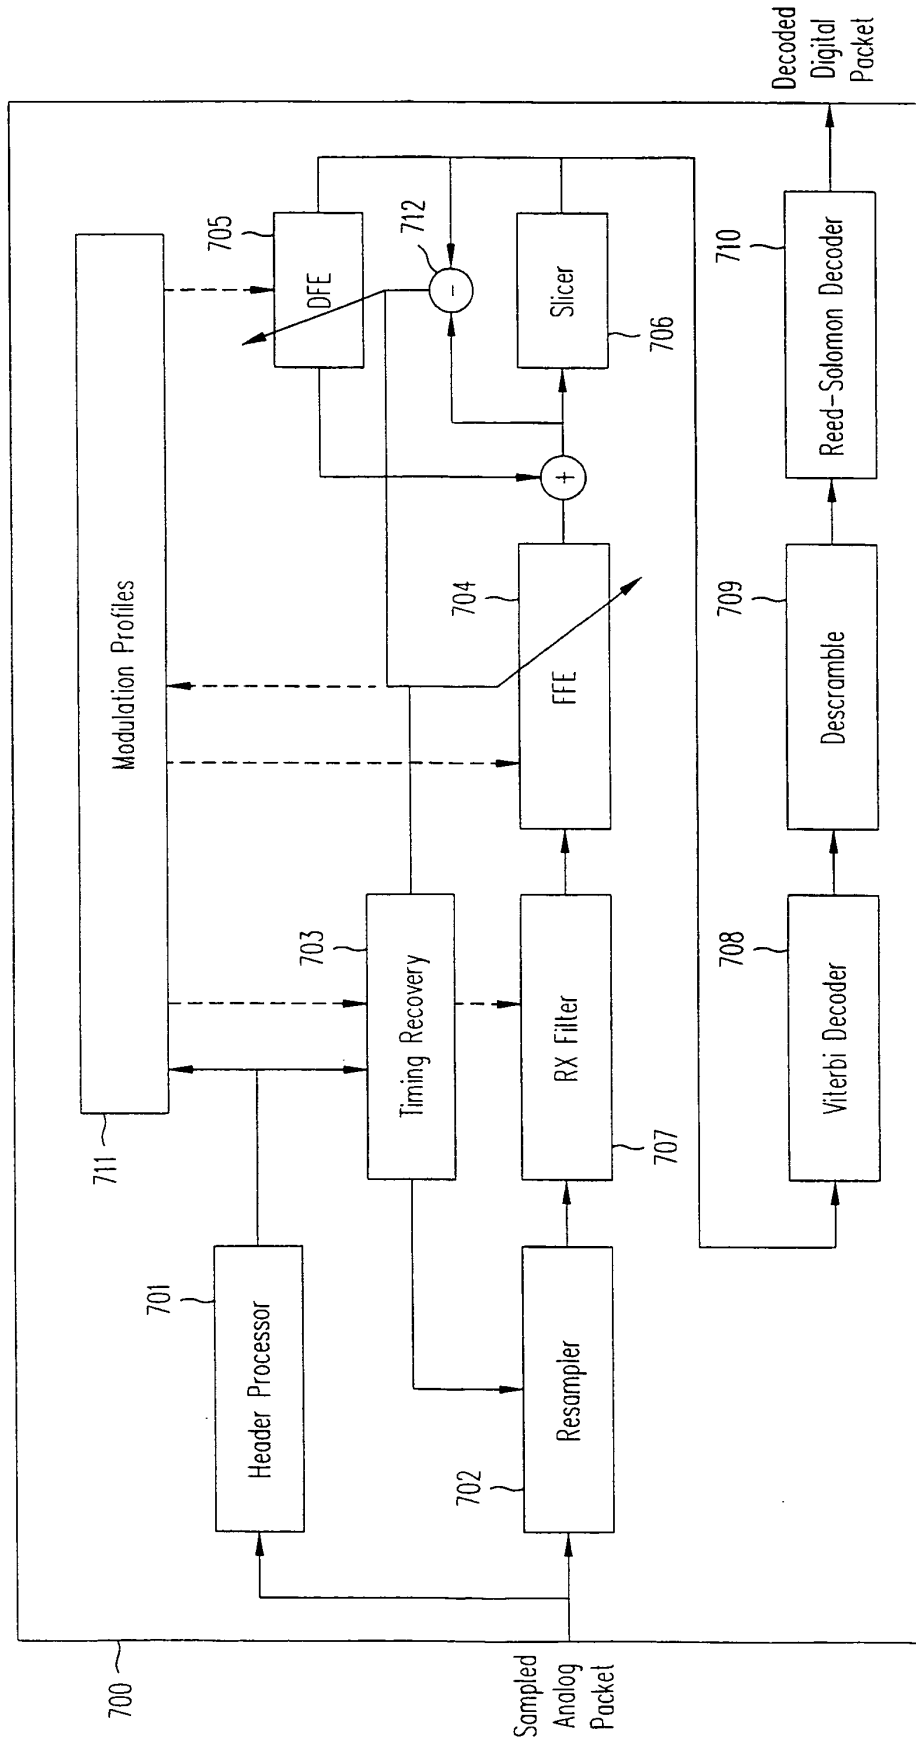 700
Sampled
Analog
Packet
711
Modulation Profiles
701
Header Processor
703
Timing Recovery
705
DFE
712
-
702
Resampler
RX Filter
707
704
FFE
+
Slicer
706
708
Viterbi Decoder
709
Descramble
710
Reed-Solomon Decoder
Decoded
Digital
Packet